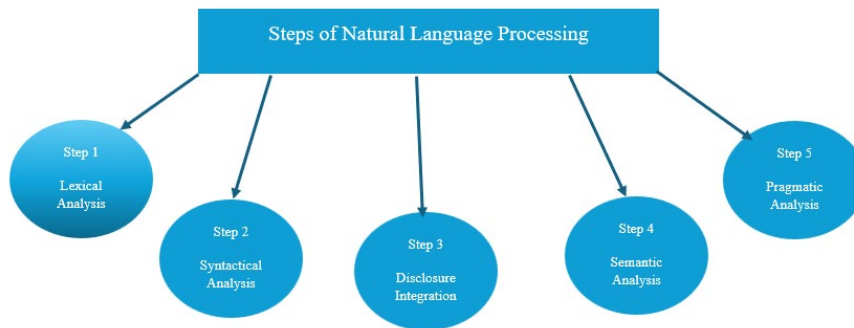 Steps of Natural Language Processing
Step 1
Lexical
Analysis
Step 2
Syntactical
Analysis
Step 3
Disclosure
Integration
Step 4
Semantic
Analysis
Step 5
Pragmatic
Analysis